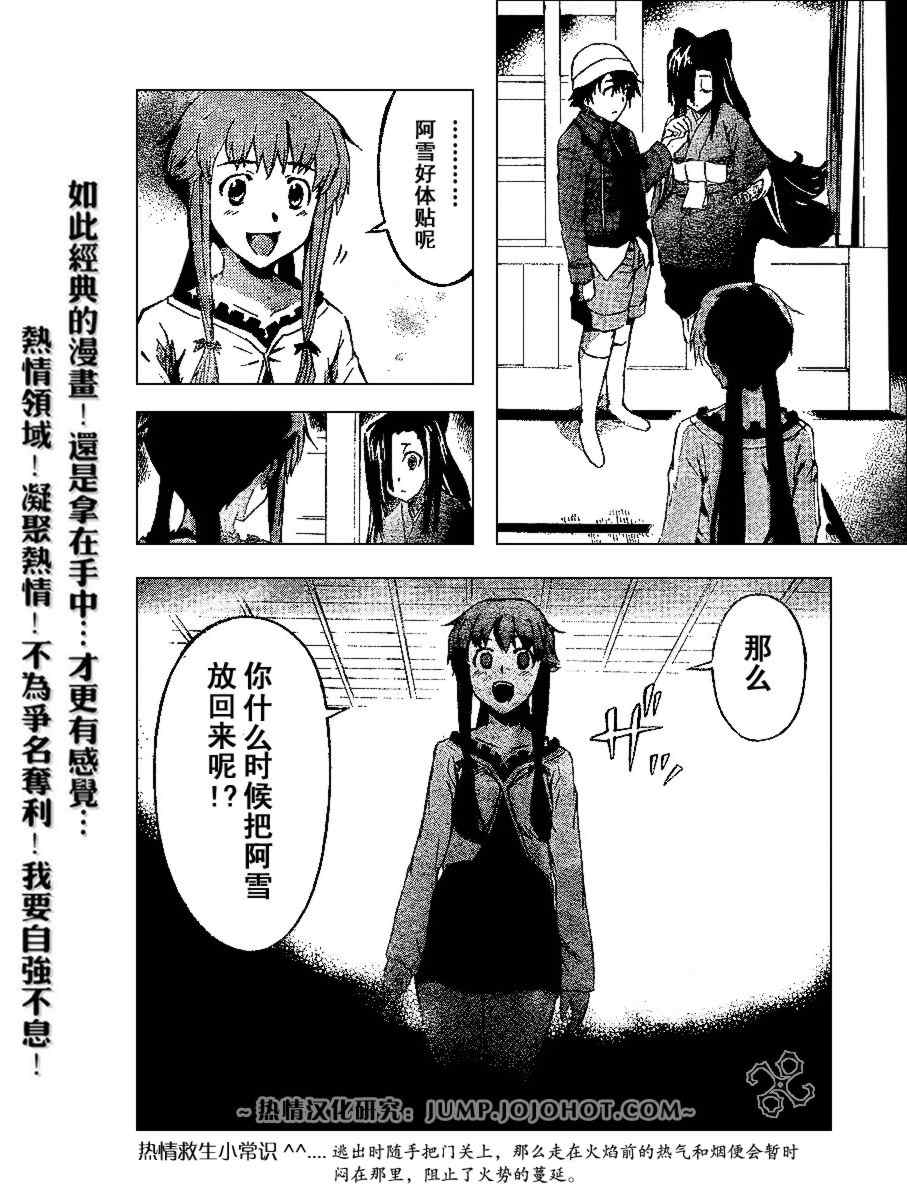 …………
阿雪好体贴呢
那么
你什么时候把阿雪
放回来呢!?
如此經典的漫畫！還是拿在手中…才更有感覺…
熱情領域！凝聚熱情！不為爭名奪利！我要自強不息！
~ 热情汉化研究：JUMP.JOJOHOT.COM ~
热情救生小常识 ^^.... 逃出时随手把门关上，那么走在火焰前的热气和烟便会暂时
闷在那里，阻止了火势的蔓延。